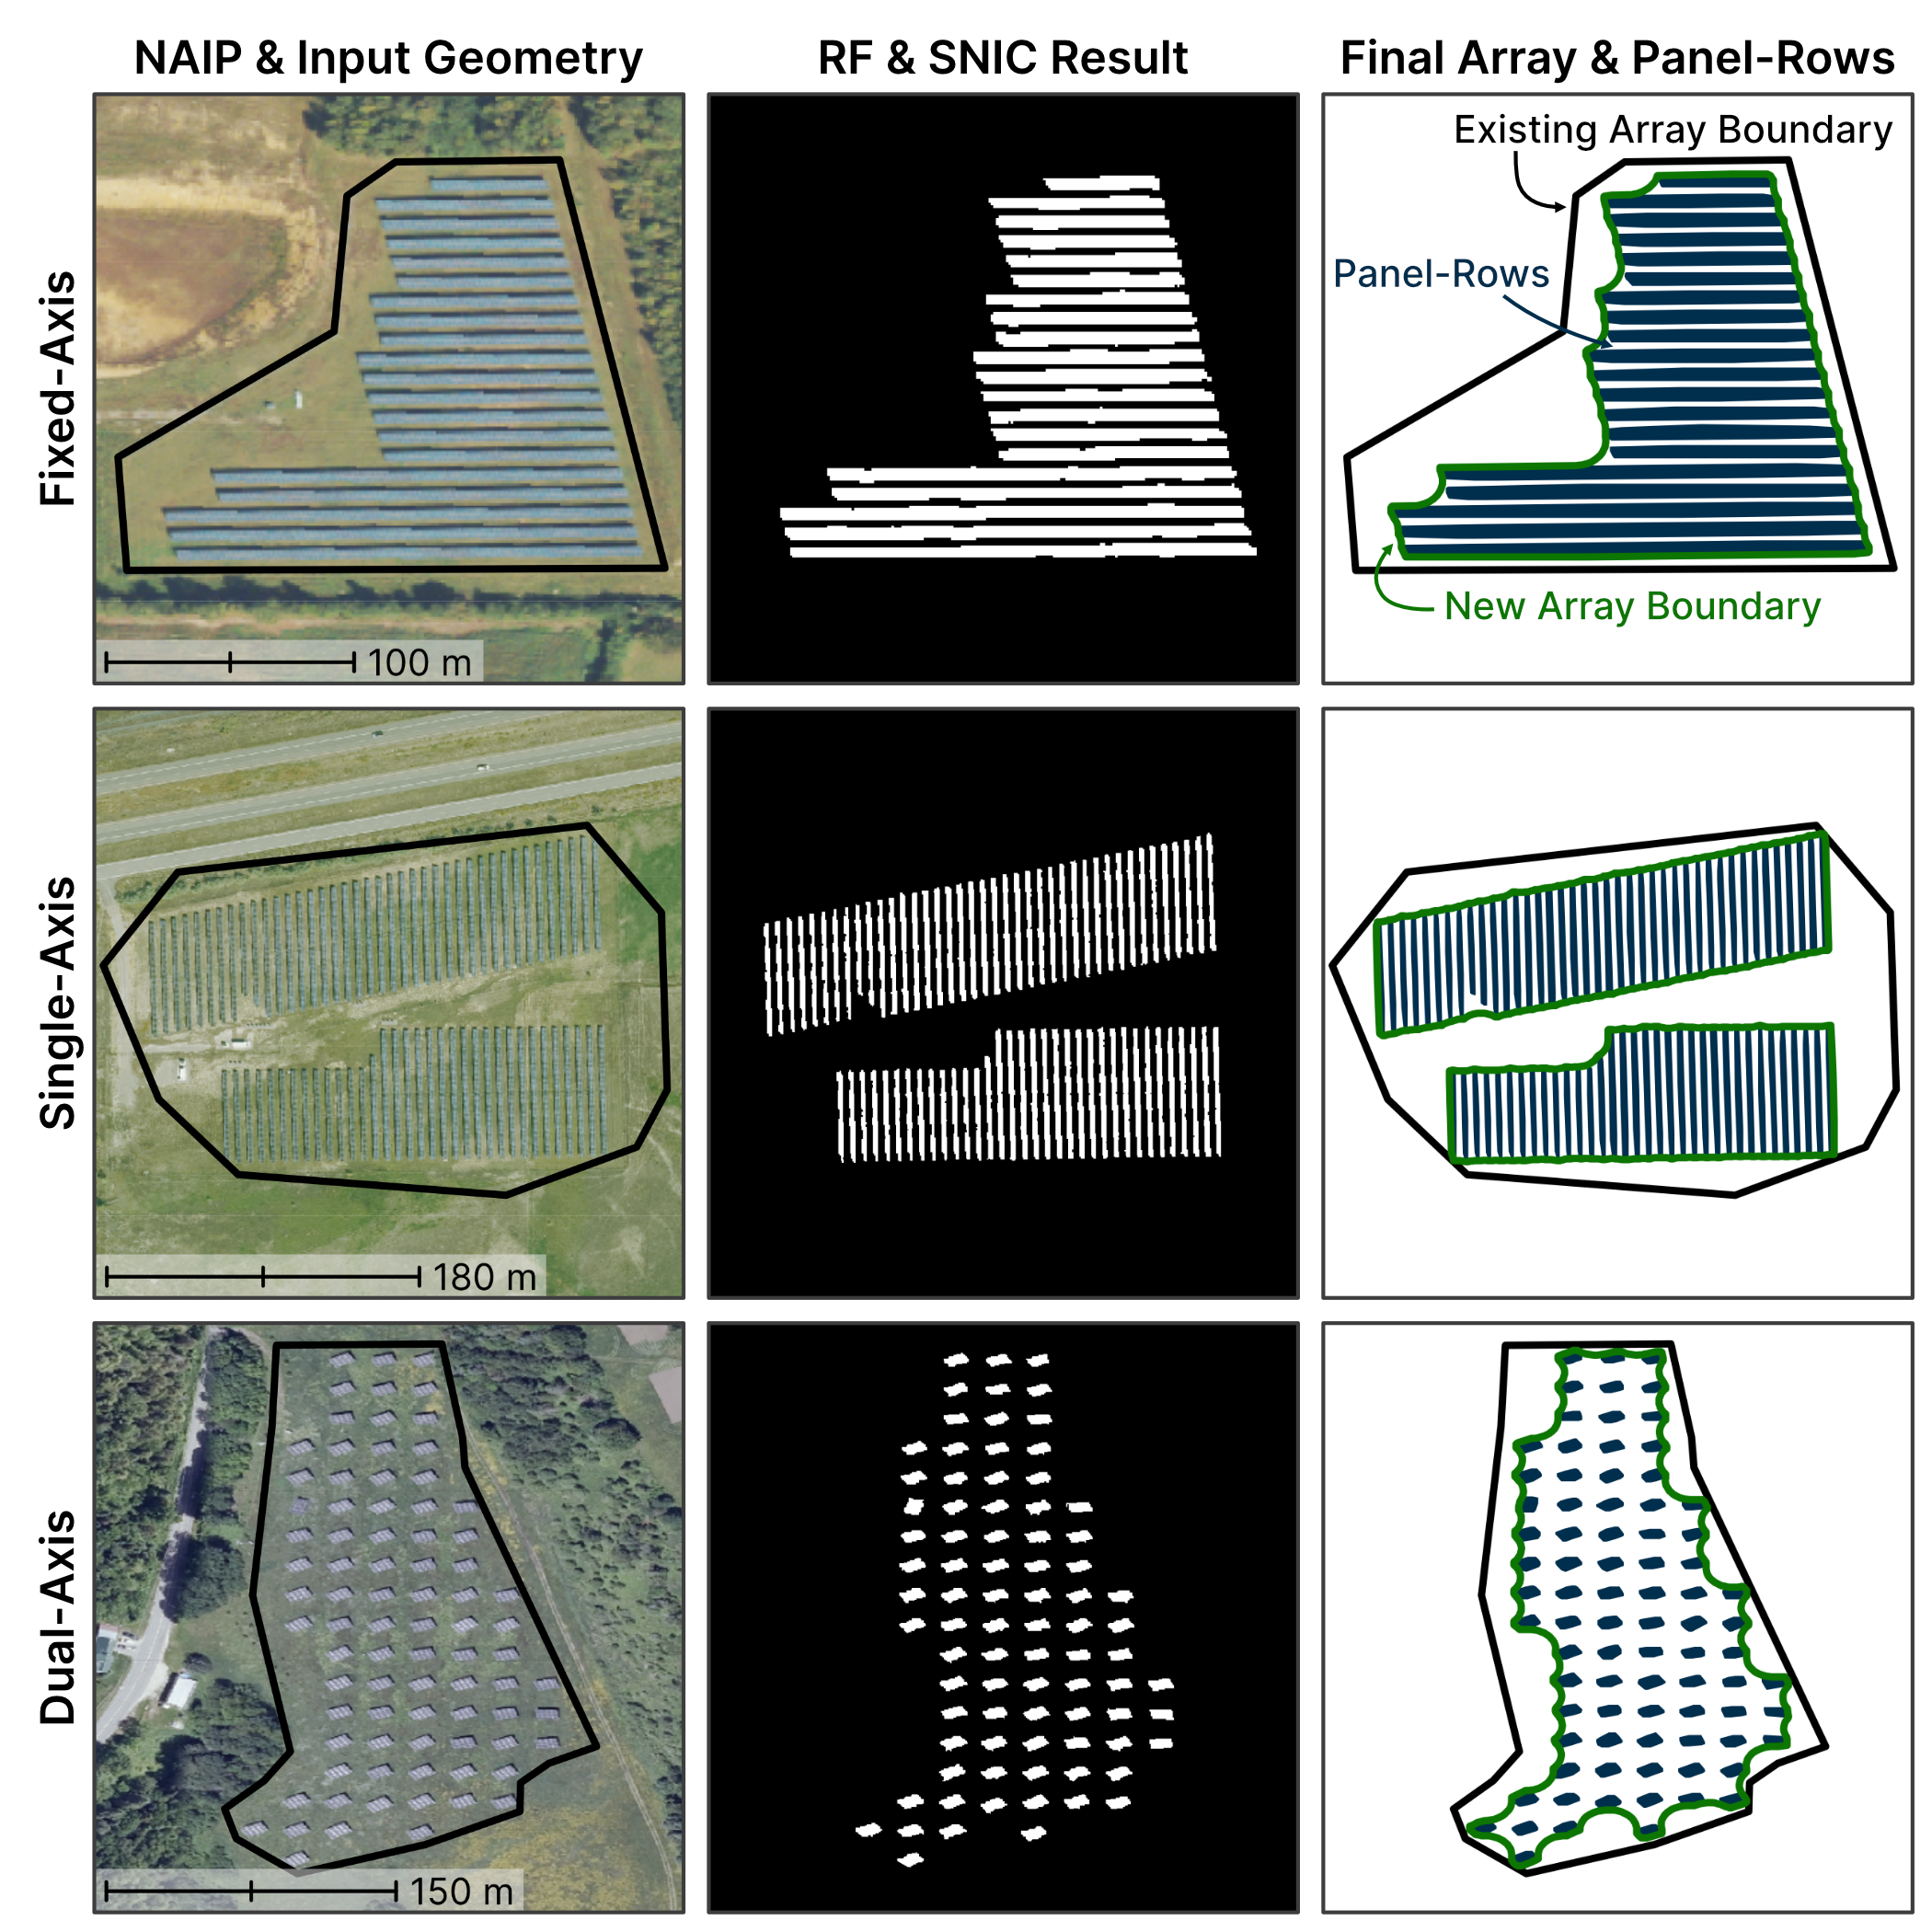 NAIP & Input Geometry
RF & SNIC Result
Final Array & Panel-Rows
Fixed-Axis
100 m
Existing Array Boundary
Panel-Rows
New Array Boundary
Single-Axis
180 m
Dual-Axis
150 m